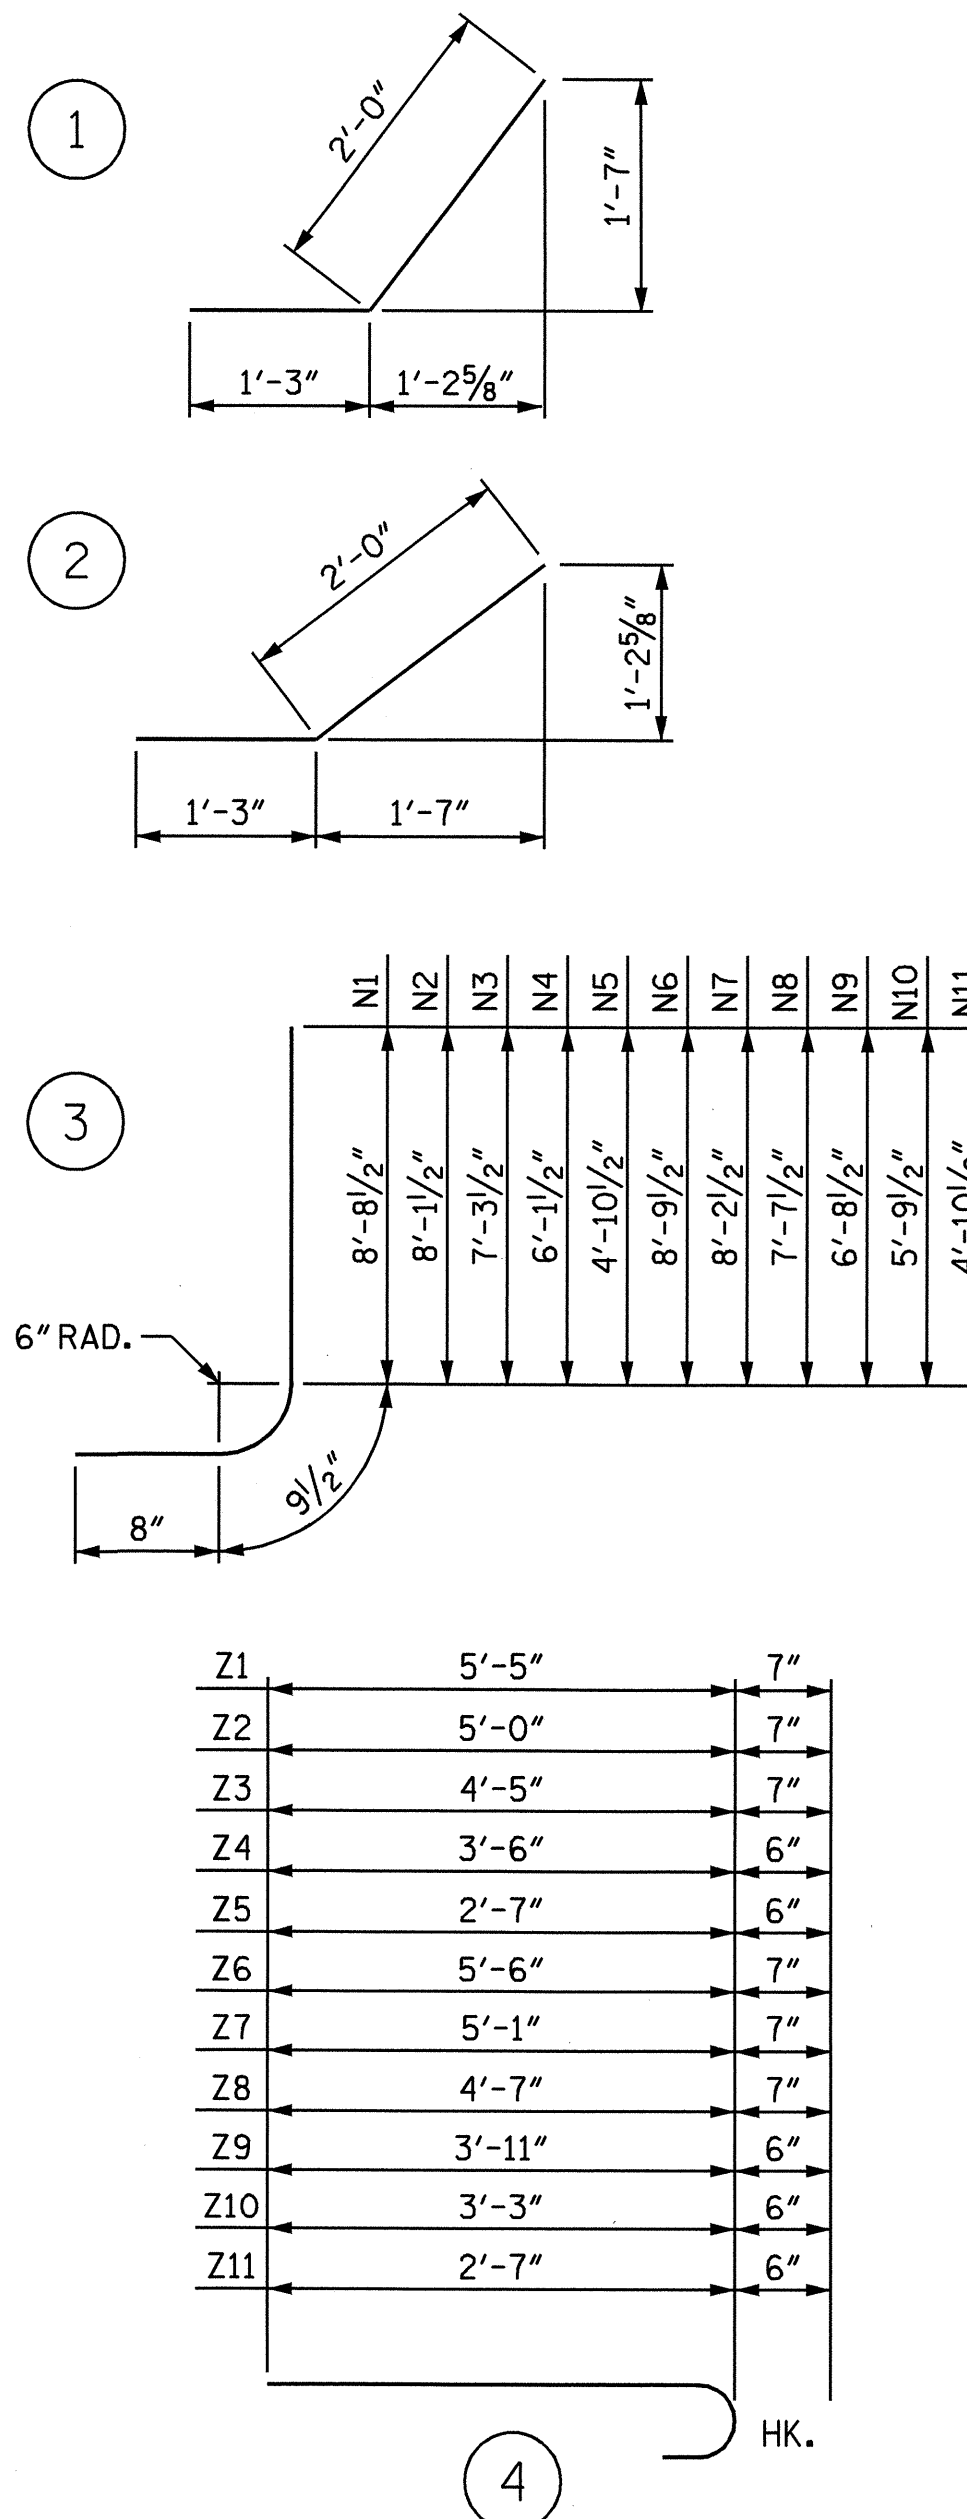 1
2'-0"
1'-7"
1'-3"
1'-2⅝"
2
2'-0"
1'-2⅝"
1'-3"
1'-7"
N1
N2
N3
N4
N5
N6
N7
N8
N9
N10
N11
3
8'-8½"
8'-1½"
7'-3½"
6'-1½"
4'-10½"
8'-9½"
8'-2½"
7'-7½"
6'-8½"
5'-9½"
4'-10½"
6" RAD.
9½"
8"
Z1 5'-5" 7"
Z2 5'-0" 7"
Z3 4'-5" 7"
Z4 3'-6" 6"
Z5 2'-7" 6"
Z6 5'-6" 7"
Z7 5'-1" 7"
Z8 4'-7" 7"
Z9 3'-11" 6"
Z10 3'-3" 6"
Z11 2'-7" 6"
HK.
4